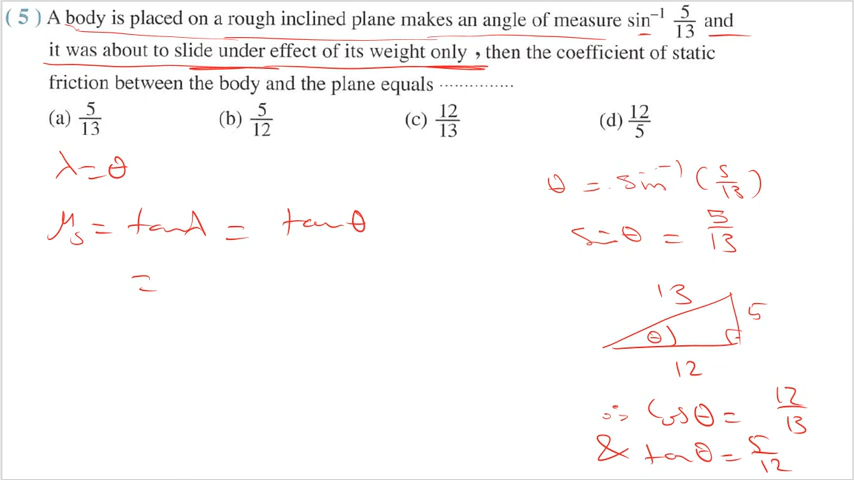 (5) A body is placed on a rough inclined plane makes an angle of measure sin⁻¹ 5/13 and
it was about to slide under effect of its weight only , then the coefficient of static
friction between the body and the plane equals ...............
(a) 5/13 (b) 5/12 (c) 12/13 (d) 12/5
λ = θ
μs = tan λ = tan θ
=
θ = sin⁻¹ (5/13)
sin θ = 5/13
13
5
θ
12
∴ cos θ = 12/13
& tan θ = 5/12